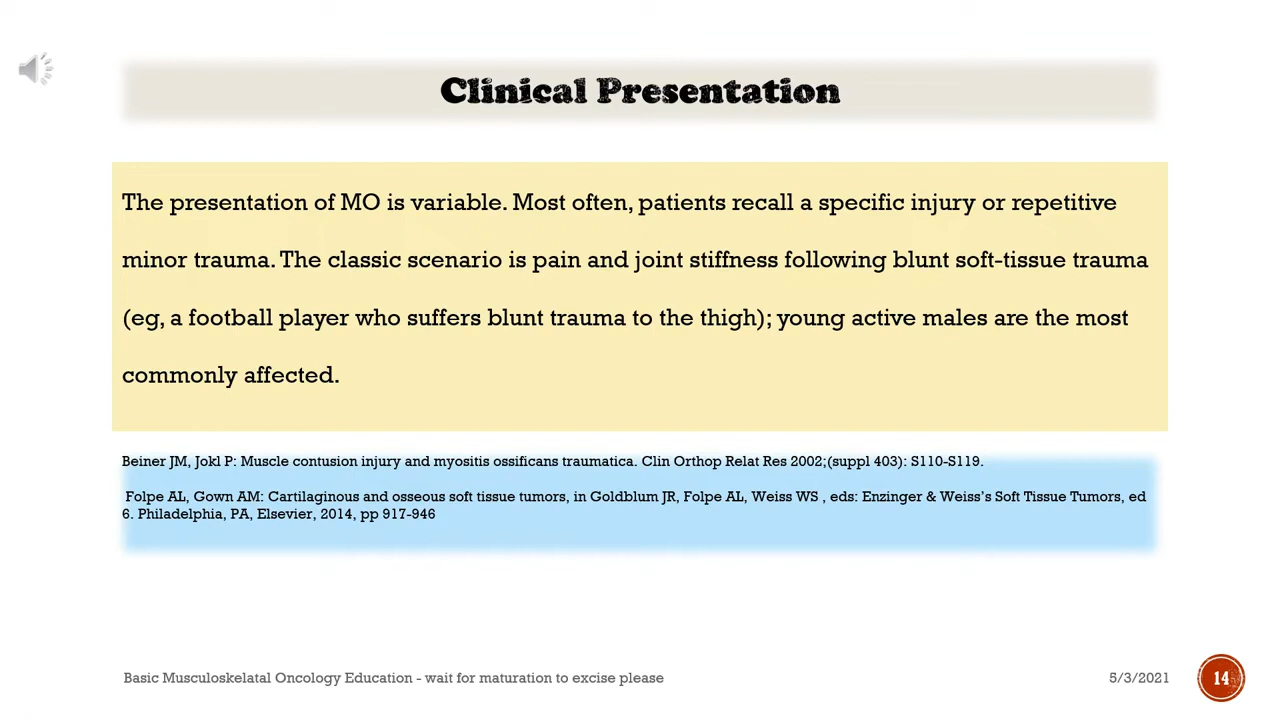 Clinical Presentation
The presentation of MO is variable. Most often, patients recall a specific injury or repetitive
minor trauma. The classic scenario is pain and joint stiffness following blunt soft-tissue trauma
(eg, a football player who suffers blunt trauma to the thigh); young active males are the most
commonly affected.
Beiner JM, Jokl P: Muscle contusion injury and myositis ossificans traumatica. Clin Orthop Relat Res 2002;(suppl 403): S110-S119.
Folpe AL, Gown AM: Cartilaginous and osseous soft tissue tumors, in Goldblum JR, Folpe AL, Weiss WS , eds: Enzinger & Weiss’s Soft Tissue Tumors, ed
6. Philadelphia, PA, Elsevier, 2014, pp 917-946
Basic Musculoskelatal Oncology Education - wait for maturation to excise please
5/3/2021
14